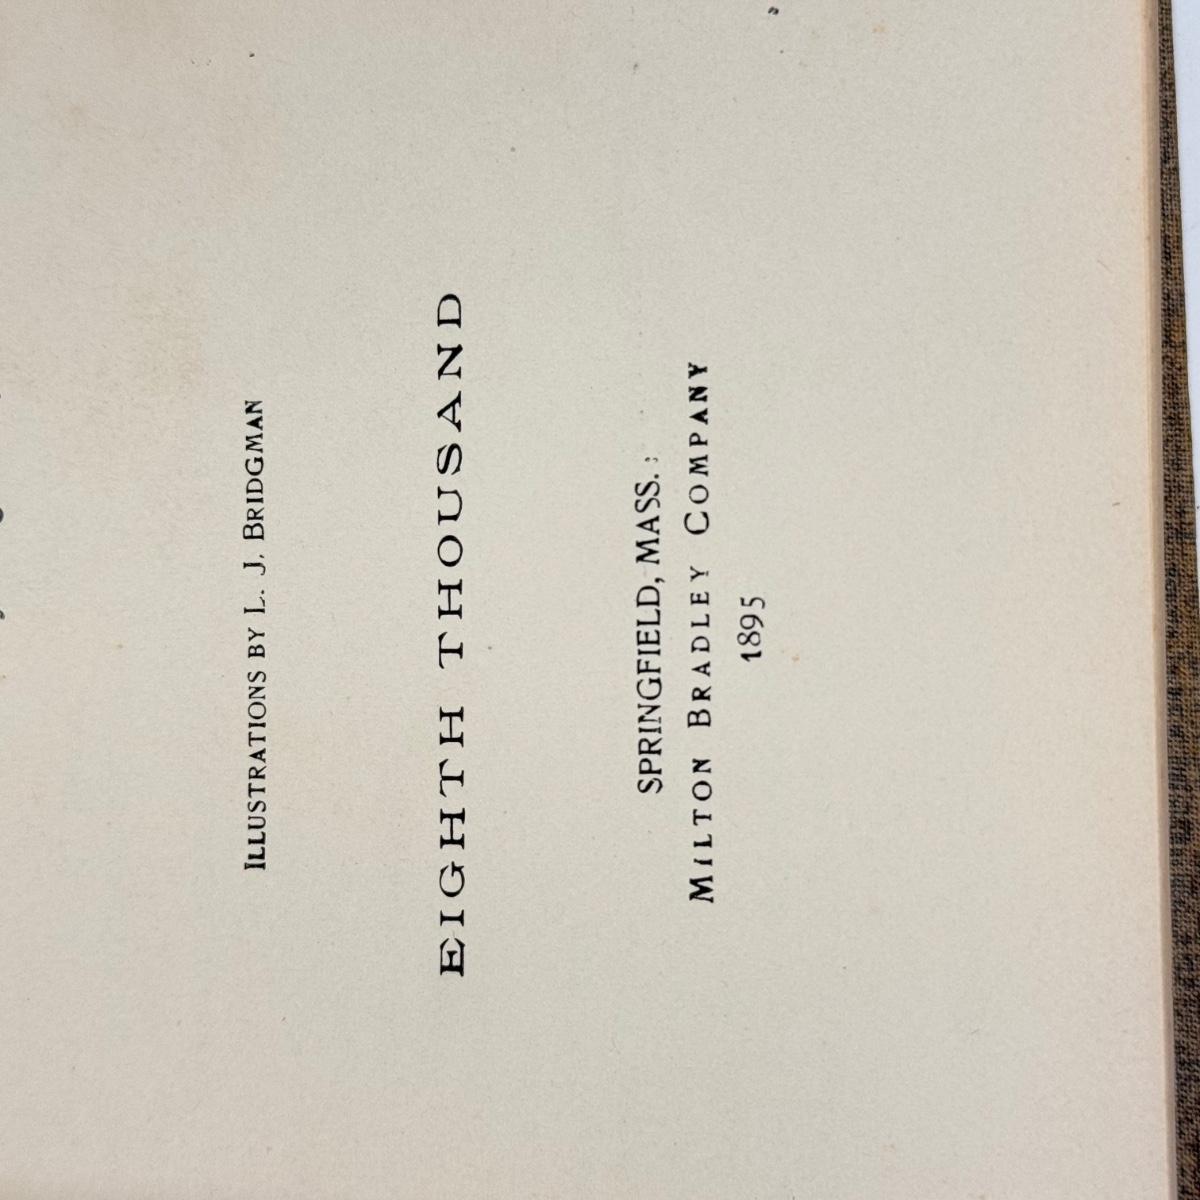 ILLUSTRATIONS BY L. J. BRIDGMAN
EIGHTH THOUSAND
SPRINGFIELD, MASS.:
MILTON BRADLEY COMPANY
1895